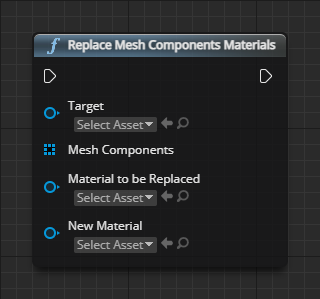 Replace Mesh Components Materials
Target
Select Asset
Mesh Components
Material to be Replaced
Select Asset
New Material
Select Asset